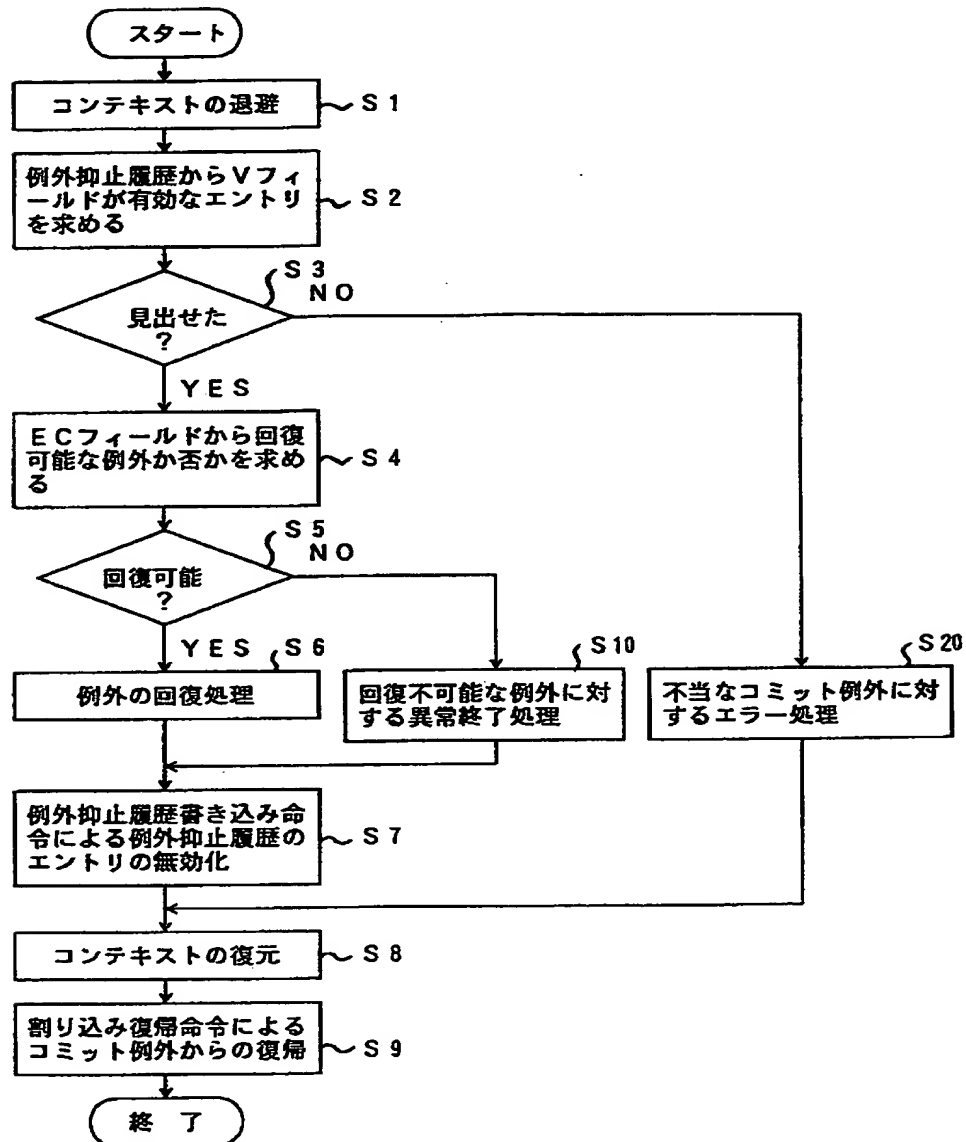 スタート
コンテキストの退避
S1
例外抑止履歴からVフィ
ールドが有効なエントリ
を求める
S2
S3
NO
見出せた
?
YES
ECフィールドから回復
可能な例外か否かを求め
る
S4
S5
NO
回復可能
?
YES
S6
S10
S20
例外の回復処理
回復不可能な例外に対
する異常終了処理
不当なコミット例外に対
するエラー処理
例外抑止履歴書き込み命
令による例外抑止履歴の
エントリの無効化
S7
コンテキストの復元
S8
割り込み復帰命令による
コミット例外からの復帰
S9
終 了